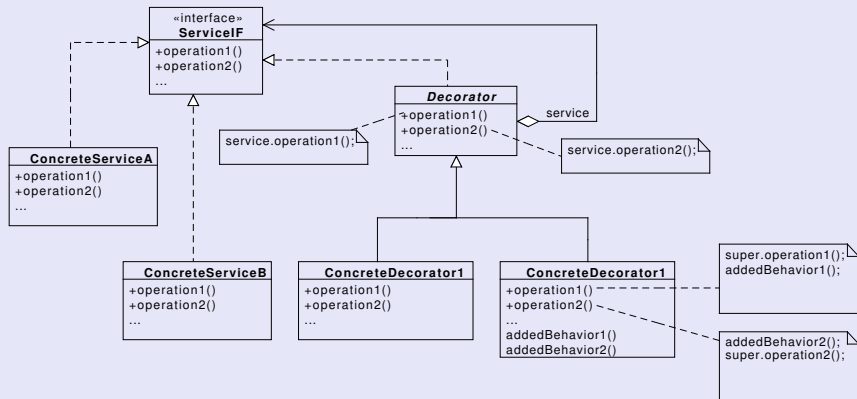 «interface»
ServiceIF
+operation1()
+operation2()
...
Decorator
+operation1()
+operation2()
...
service
service.operation1();
service.operation2();
ConcreteServiceA
+operation1()
+operation2()
...
ConcreteServiceB
+operation1()
+operation2()
...
ConcreteDecorator1
+operation1()
+operation2()
...
ConcreteDecorator1
+operation1()
+operation2()
...
addedBehavior1()
addedBehavior2()
super.operation1();
addedBehavior1();
addedBehavior2();
super.operation2();